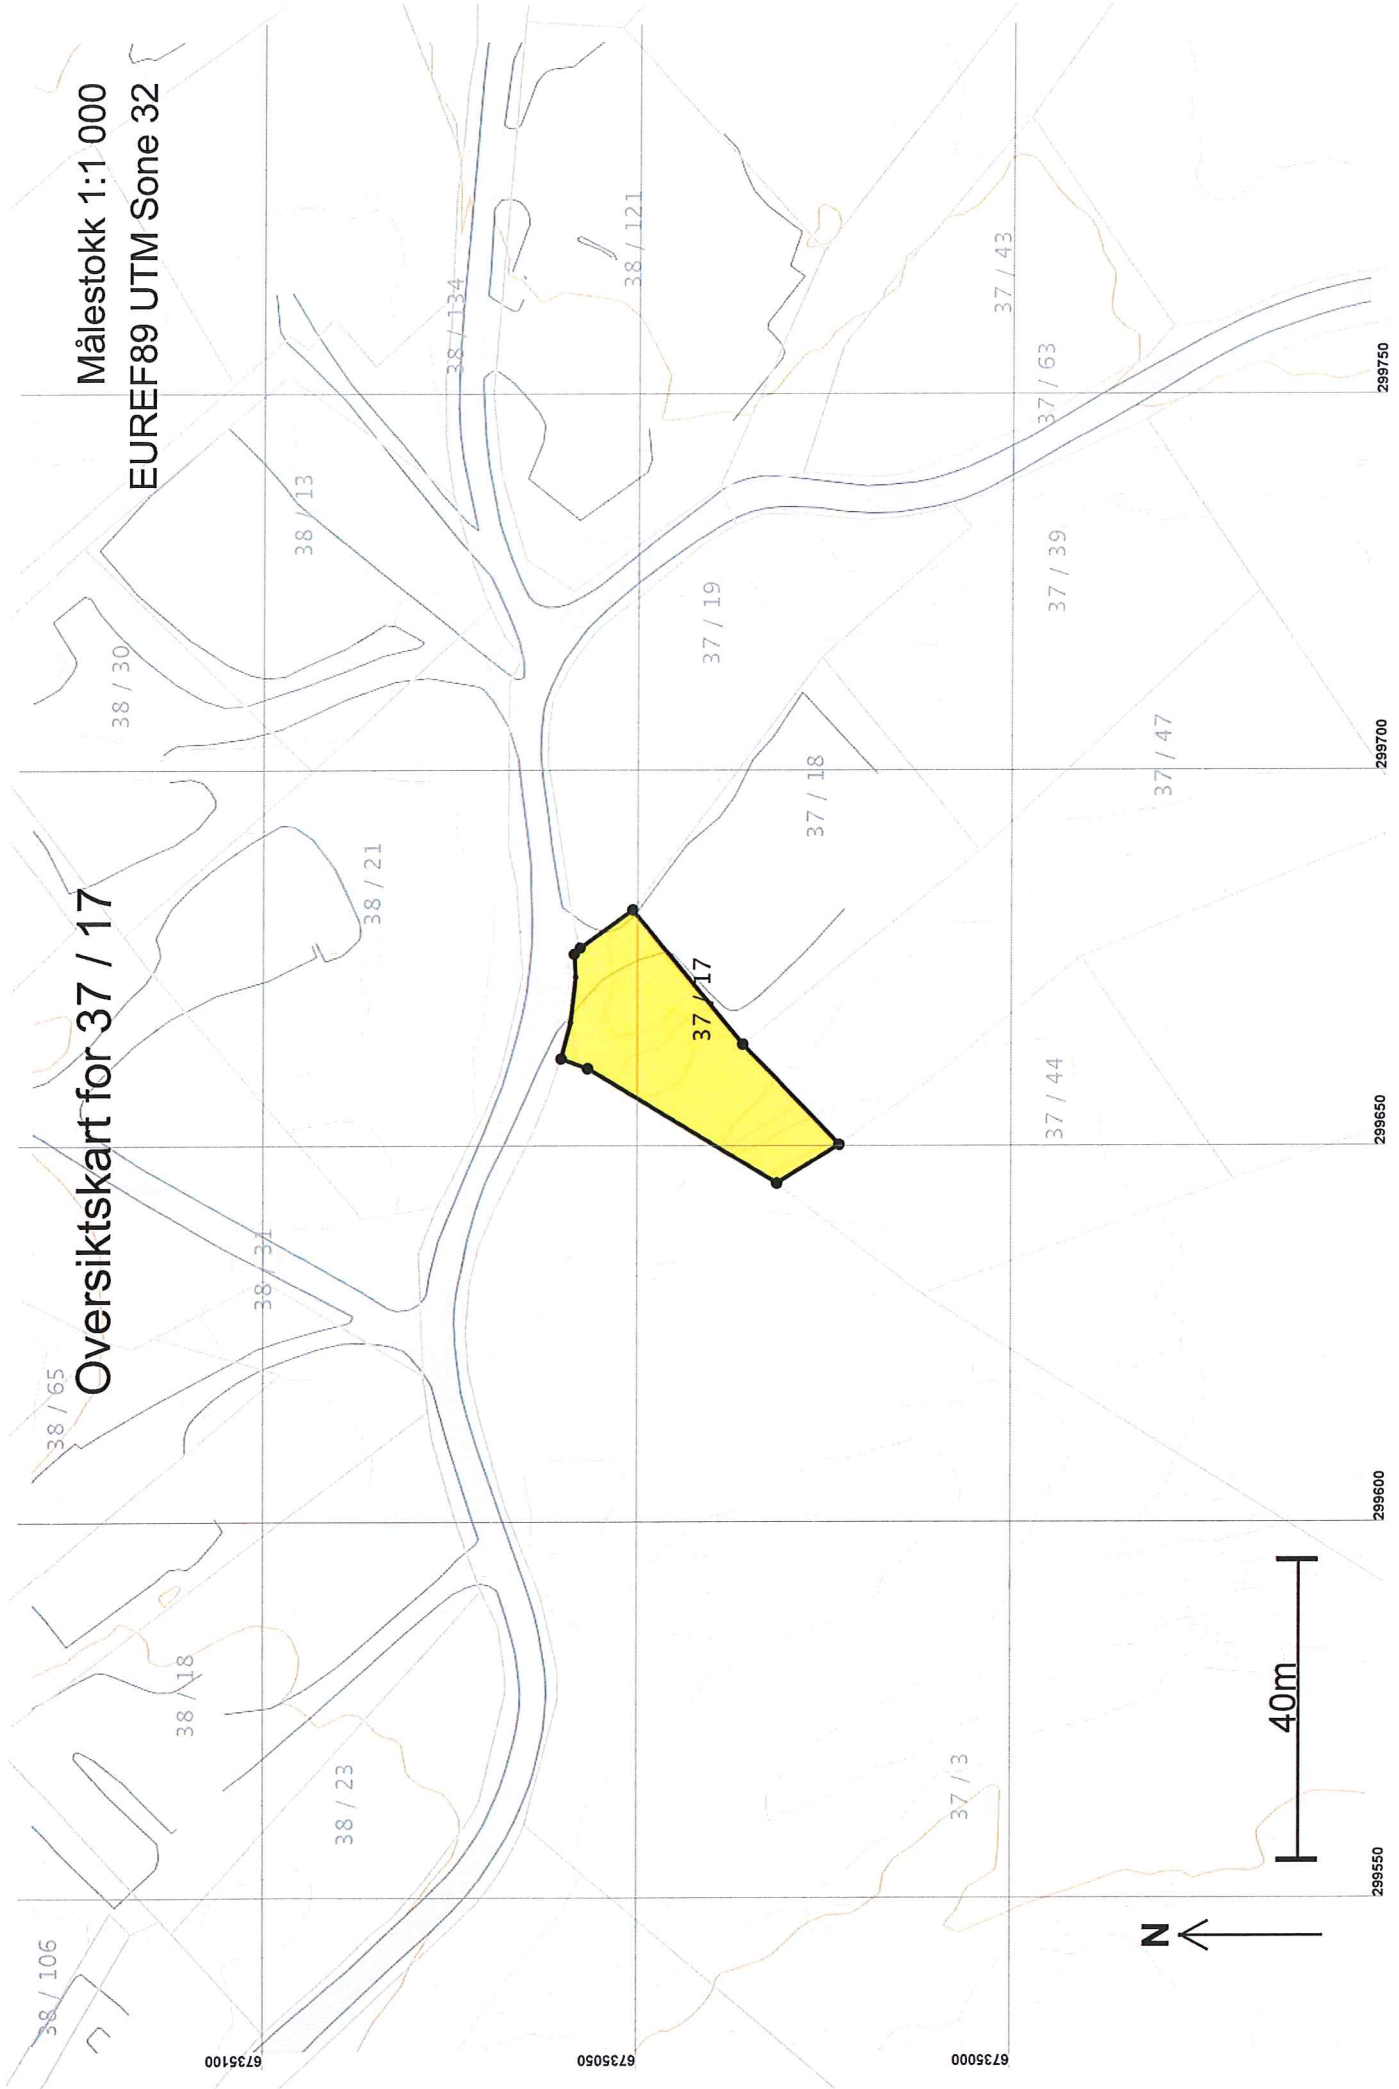 Oversiktskart for 37 / 17
Målestokk 1:1 000
EUREF89 UTM Sone 32
38 / 106
38 / 65
38 / 30
38 / 18
38 / 31
38 / 13
38 / 23
38 / 21
38 / 134
38 / 121
37 / 17
37 / 19
37 / 18
37 / 3
37 / 43
37 / 63
37 / 44
37 / 39
37 / 47
N
40m
6735100
6735050
6735000
299550
299600
299650
299700
299750